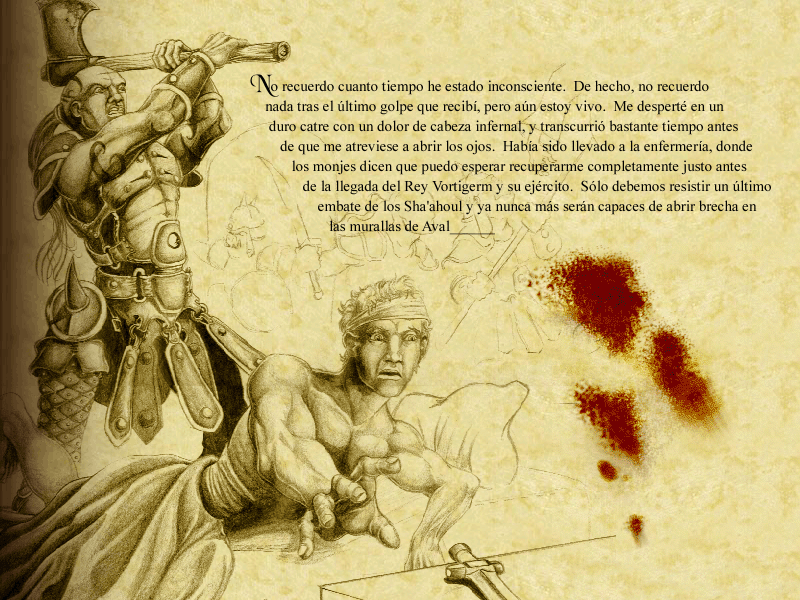 No recuerdo cuanto tiempo he estado inconsciente.  De hecho, no recuerdo
nada tras el último golpe que recibí, pero aún estoy vivo.  Me desperté en un
duro catre con un dolor de cabeza infernal, y transcurrió bastante tiempo antes
de que me atreviese a abrir los ojos.  Había sido llevado a la enfermería, donde
los monjes dicen que puedo esperar recuperarme completamente justo antes
de la llegada del Rey Vortigerm y su ejército.  Sólo debemos resistir un último
embate de los Sha'ahoul y ya nunca más serán capaces de abrir brecha en
las murallas de Aval